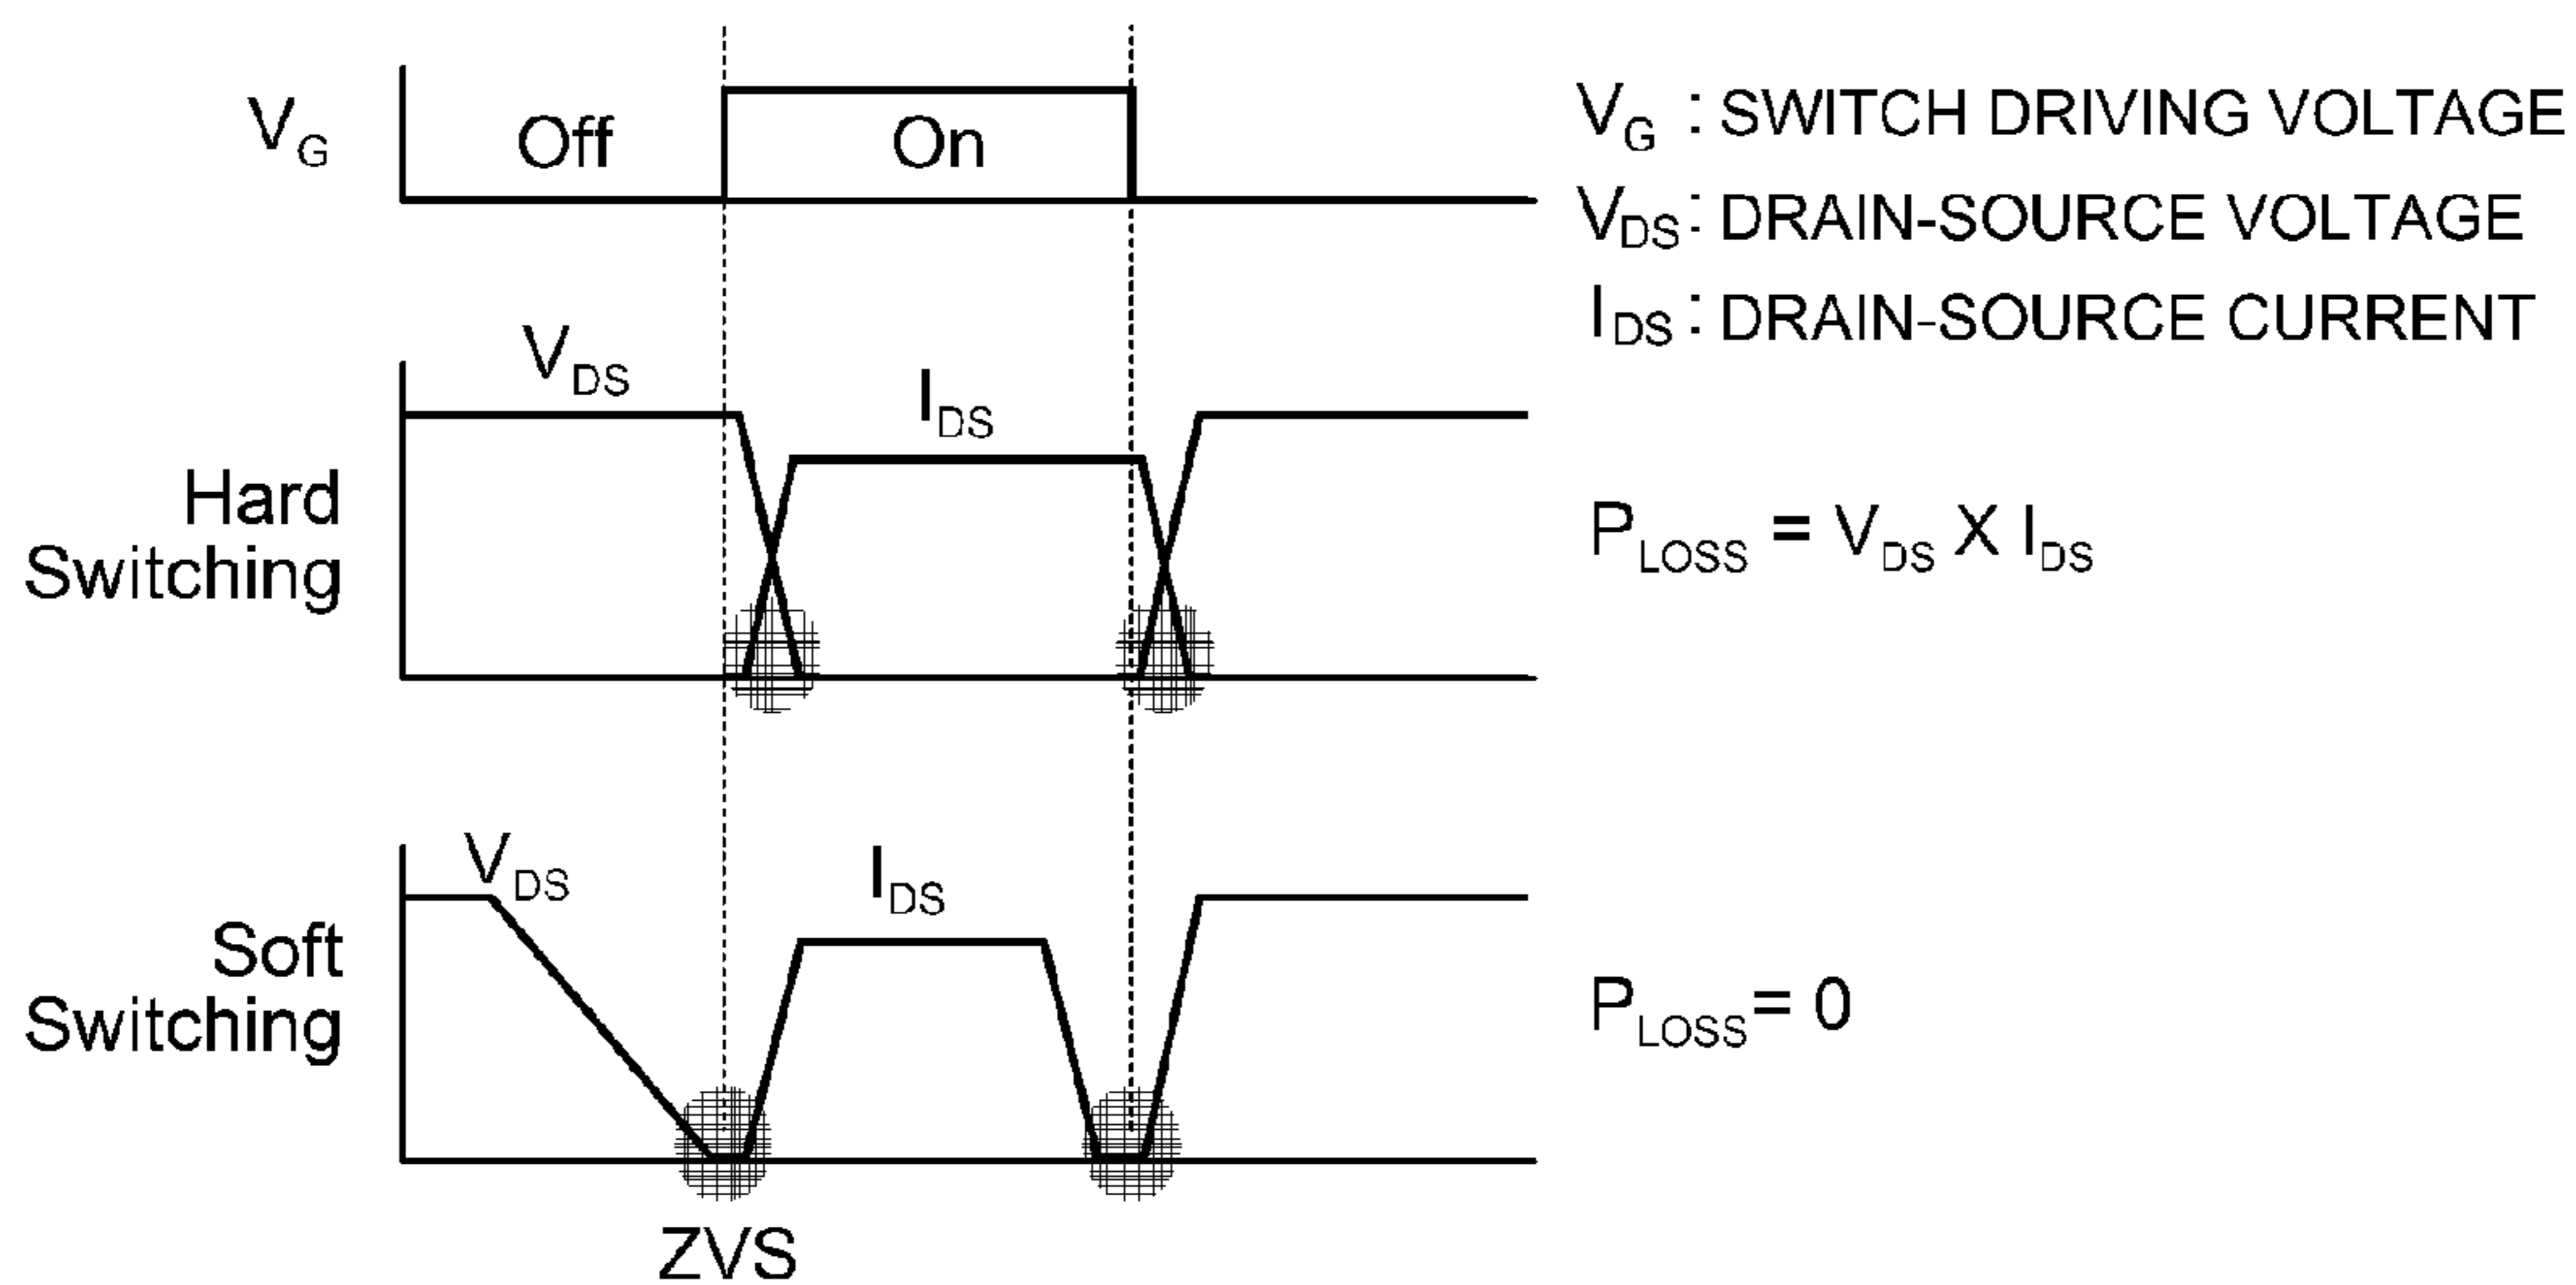 V_G Off On
V_G : SWITCH DRIVING VOLTAGE
V_DS : DRAIN-SOURCE VOLTAGE
I_DS : DRAIN-SOURCE CURRENT
V_DS I_DS
Hard
Switching
P_LOSS = V_DS X I_DS
V_DS I_DS
Soft
Switching
P_LOSS = 0
ZVS